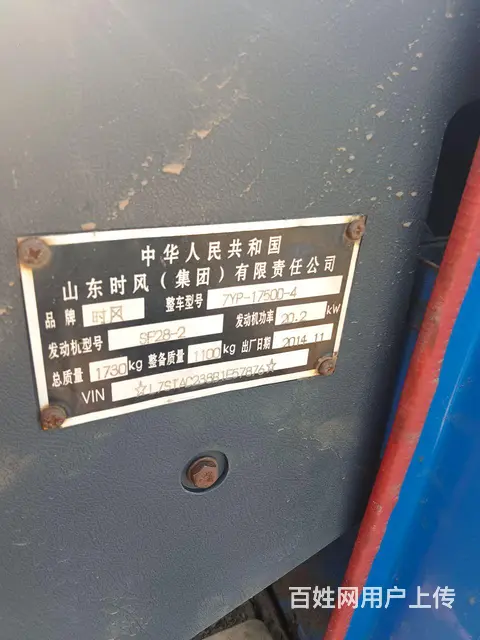 中华人民共和国
山东时风(集团)有限责任公司
品牌 时风 整车型号 7YP-1750D-4
发动机型号 SF28-2 发动机功率 20.2 kW
总质量 1730 kg 整备质量 1100 kg 出厂日期 2014.11
VIN
百姓网用户上传